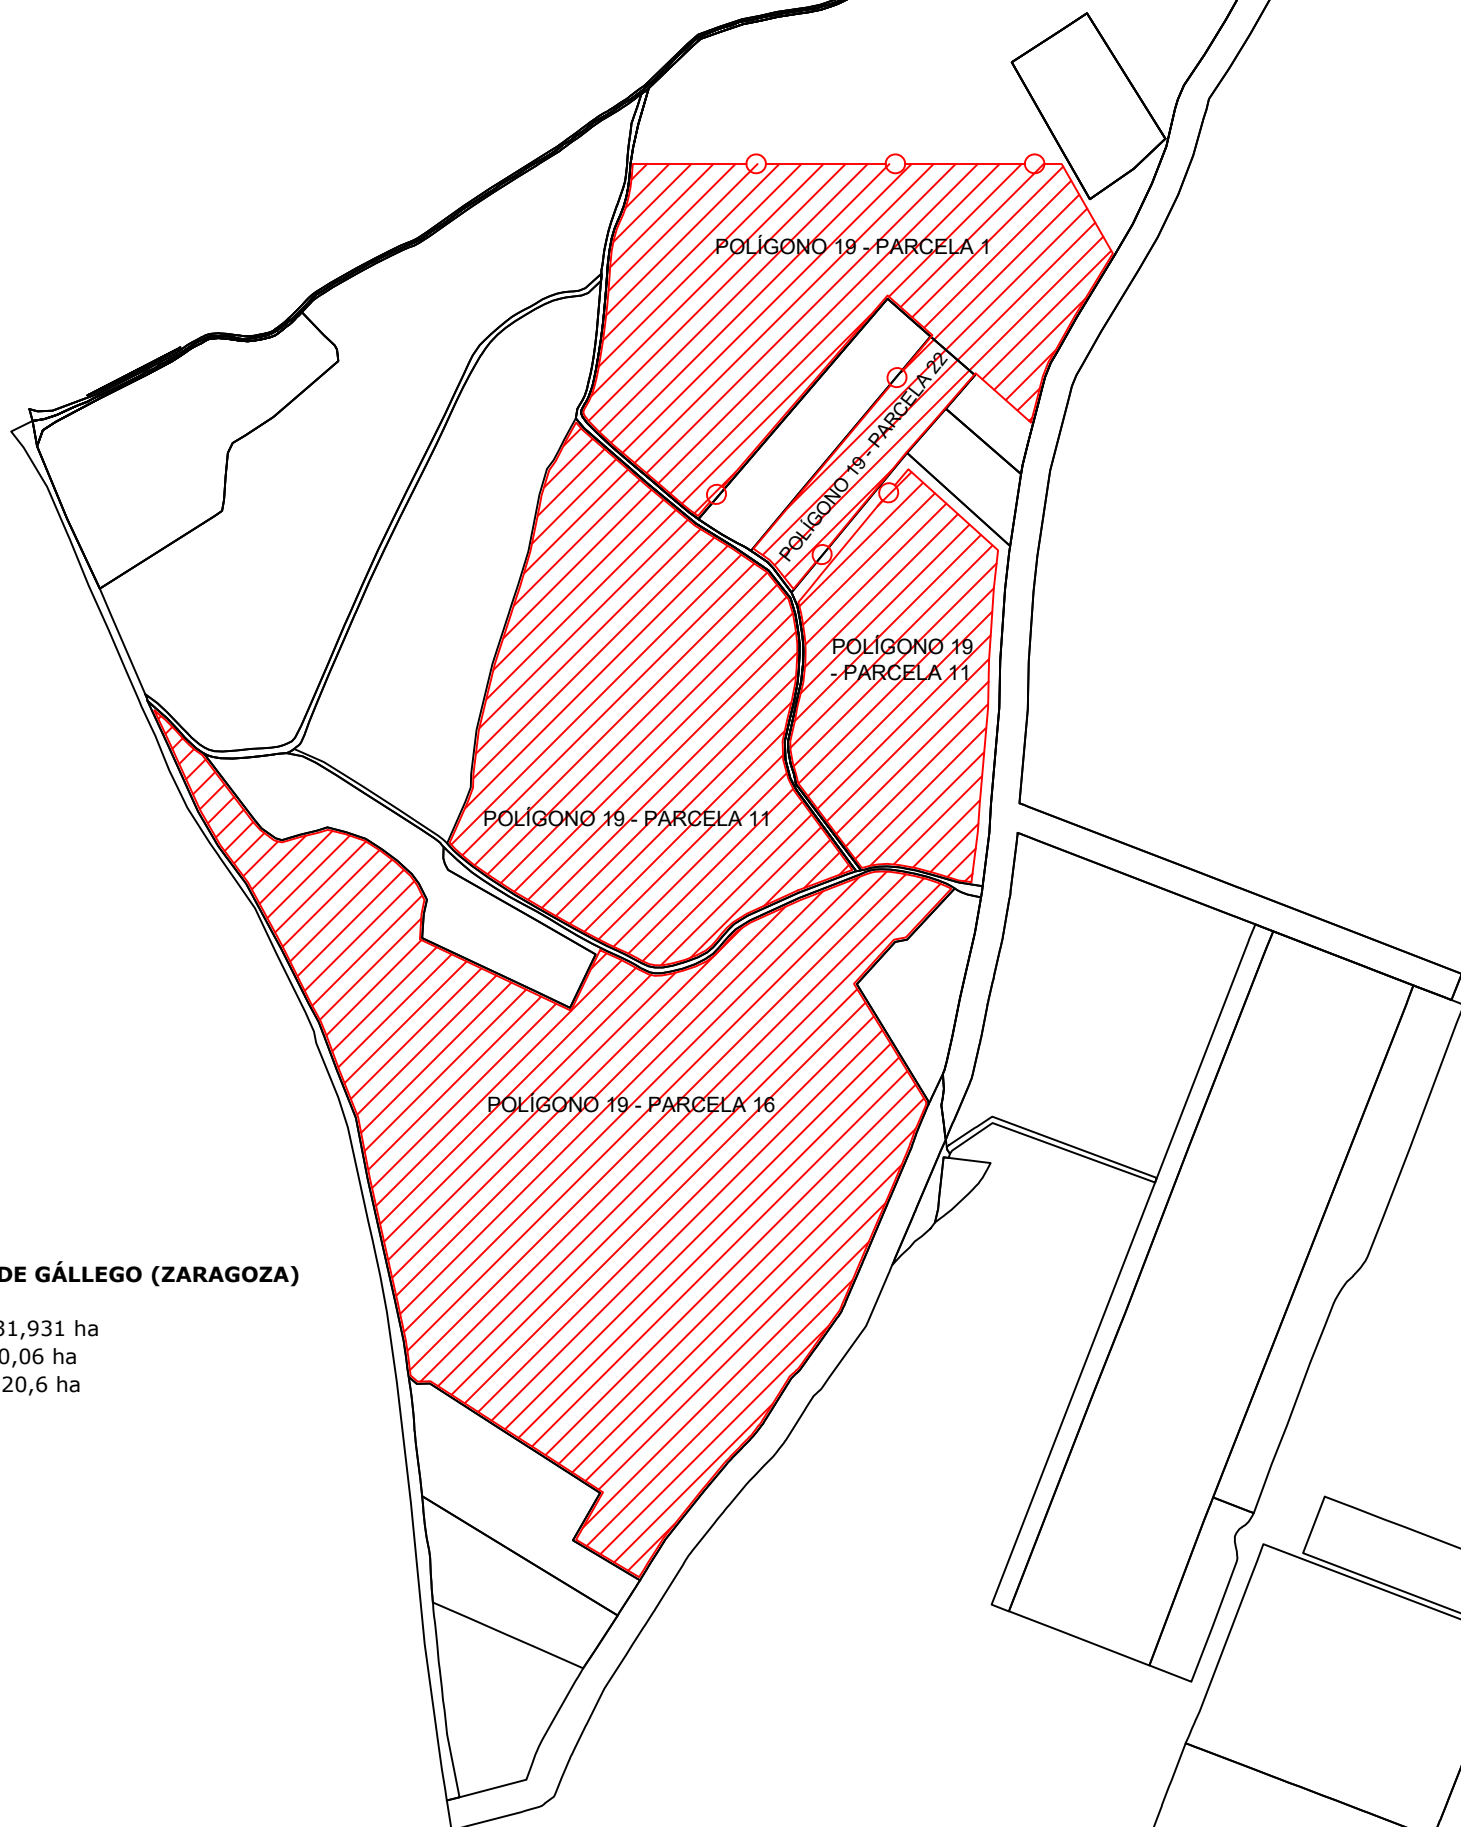 POLÍGONO 19 - PARCELA 1
POLÍGONO 19 - PARCELA 22
POLÍGONO 19
- PARCELA 11
POLÍGONO 19 - PARCELA 11
POLÍGONO 19 - PARCELA 16
DE GÁLLEGO (ZARAGOZA)
31,931 ha
0,06 ha
20,6 ha